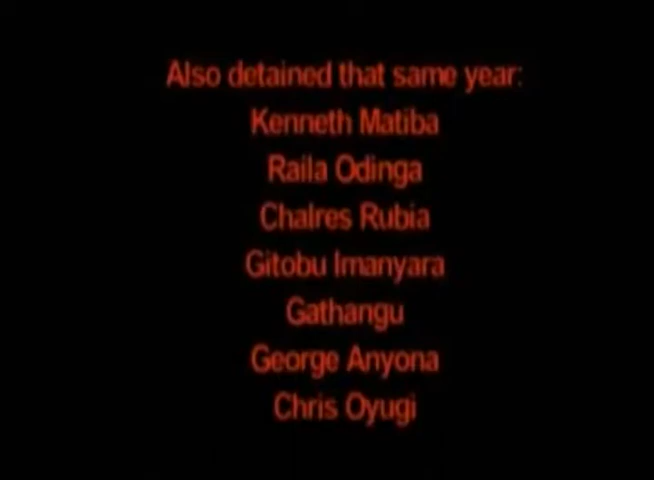 Also detained that same year:
Kenneth Matiba
Raila Odinga
Chalres Rubia
Gitobu Imanyara
Gathangu
George Anyona
Chris Oyugi